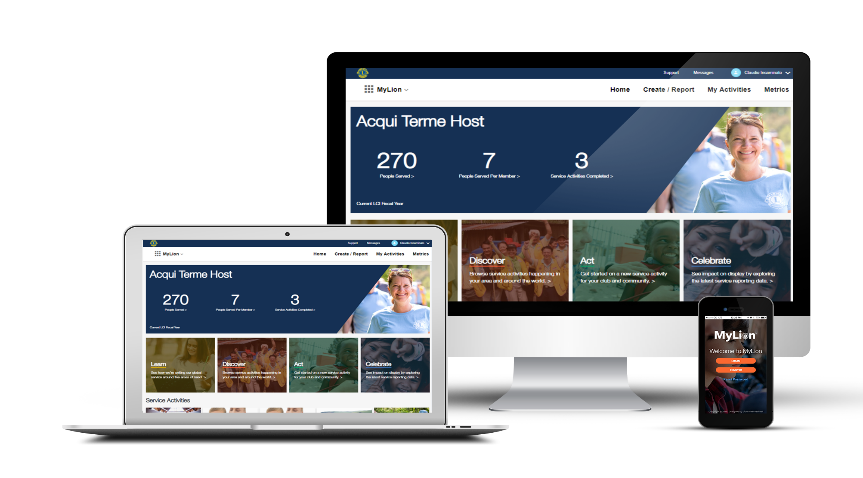 Support Messages Claudio Incaminato
MyLion
Home Create / Report My Activities Metrics
Acqui Terme Host
270 7 3
People Served > People Served Per Member > Service Activities Completed >
Current LCI Fiscal Year
Discover
Browse service activities happening in
your area and around the world. >
Act
Get started on a new service activity
for your club and community. >
Celebrate
See impact on display by exploring
the latest service reporting data. >
Support Messages
MyLion
Home Create / Report My Activities Metrics
Acqui Terme Host
270 7 3
People Served > People Served Per Member > Service Activities Completed >
Current LCI Fiscal Year
Learn
Discover
Browse service activities happening in
your area and around the world. >
Act
Get started on a new service activity
for your club and community. >
Celebrate
See impact on display by exploring
the latest service reporting data. >
Service Activities
MyLion
Welcome to MyLion